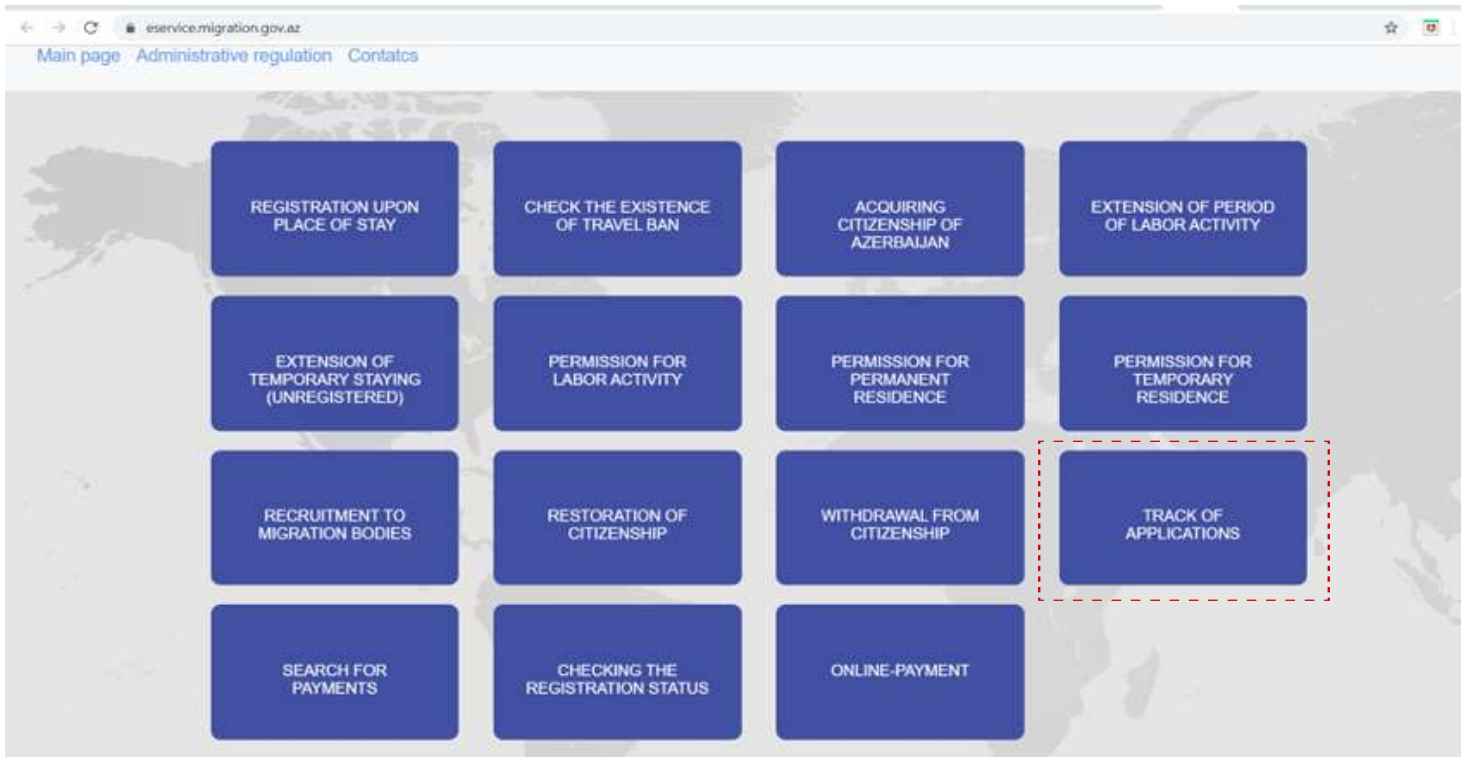 eservice.migration.gov.az
Main page Administrative regulation Contatcs
REGISTRATION UPON
PLACE OF STAY
CHECK THE EXISTENCE
OF TRAVEL BAN
ACQUIRING
CITIZENSHIP OF
AZERBAIJAN
EXTENSION OF PERIOD
OF LABOR ACTIVITY
EXTENSION OF
TEMPORARY STAYING
(UNREGISTERED)
PERMISSION FOR
LABOR ACTIVITY
PERMISSION FOR
PERMANENT
RESIDENCE
PERMISSION FOR
TEMPORARY
RESIDENCE
RECRUITMENT TO
MIGRATION BODIES
RESTORATION OF
CITIZENSHIP
WITHDRAWAL FROM
CITIZENSHIP
TRACK OF
APPLICATIONS
SEARCH FOR
PAYMENTS
CHECKING THE
REGISTRATION STATUS
ONLINE-PAYMENT